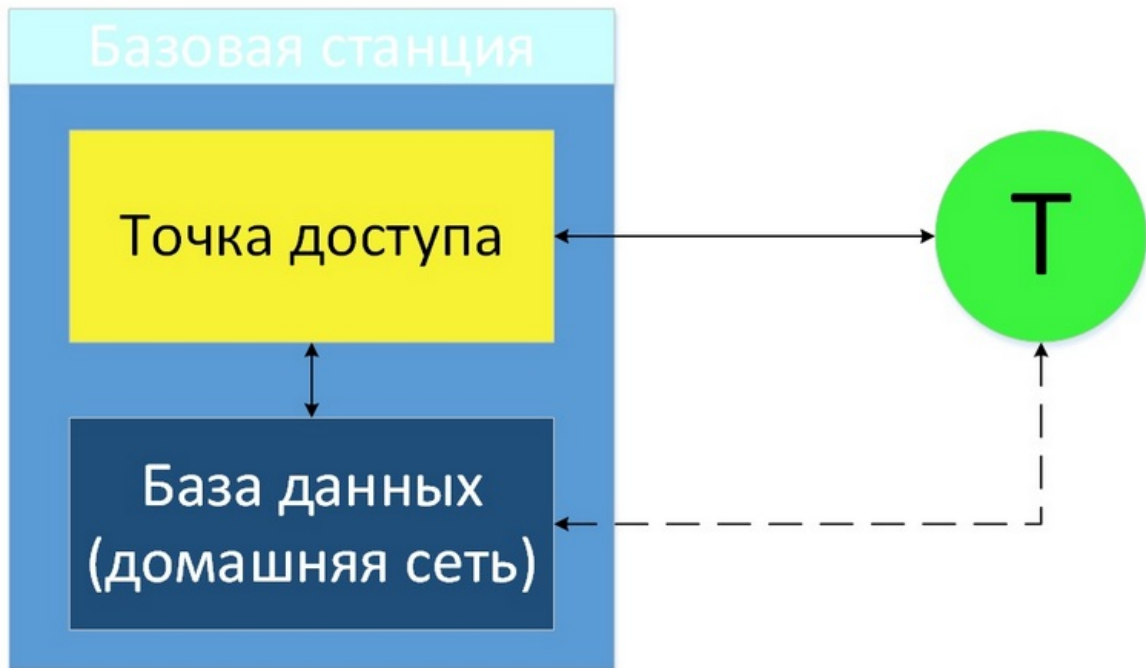 Базовая станция
Точка доступа
Т
База данных
(домашняя сеть)